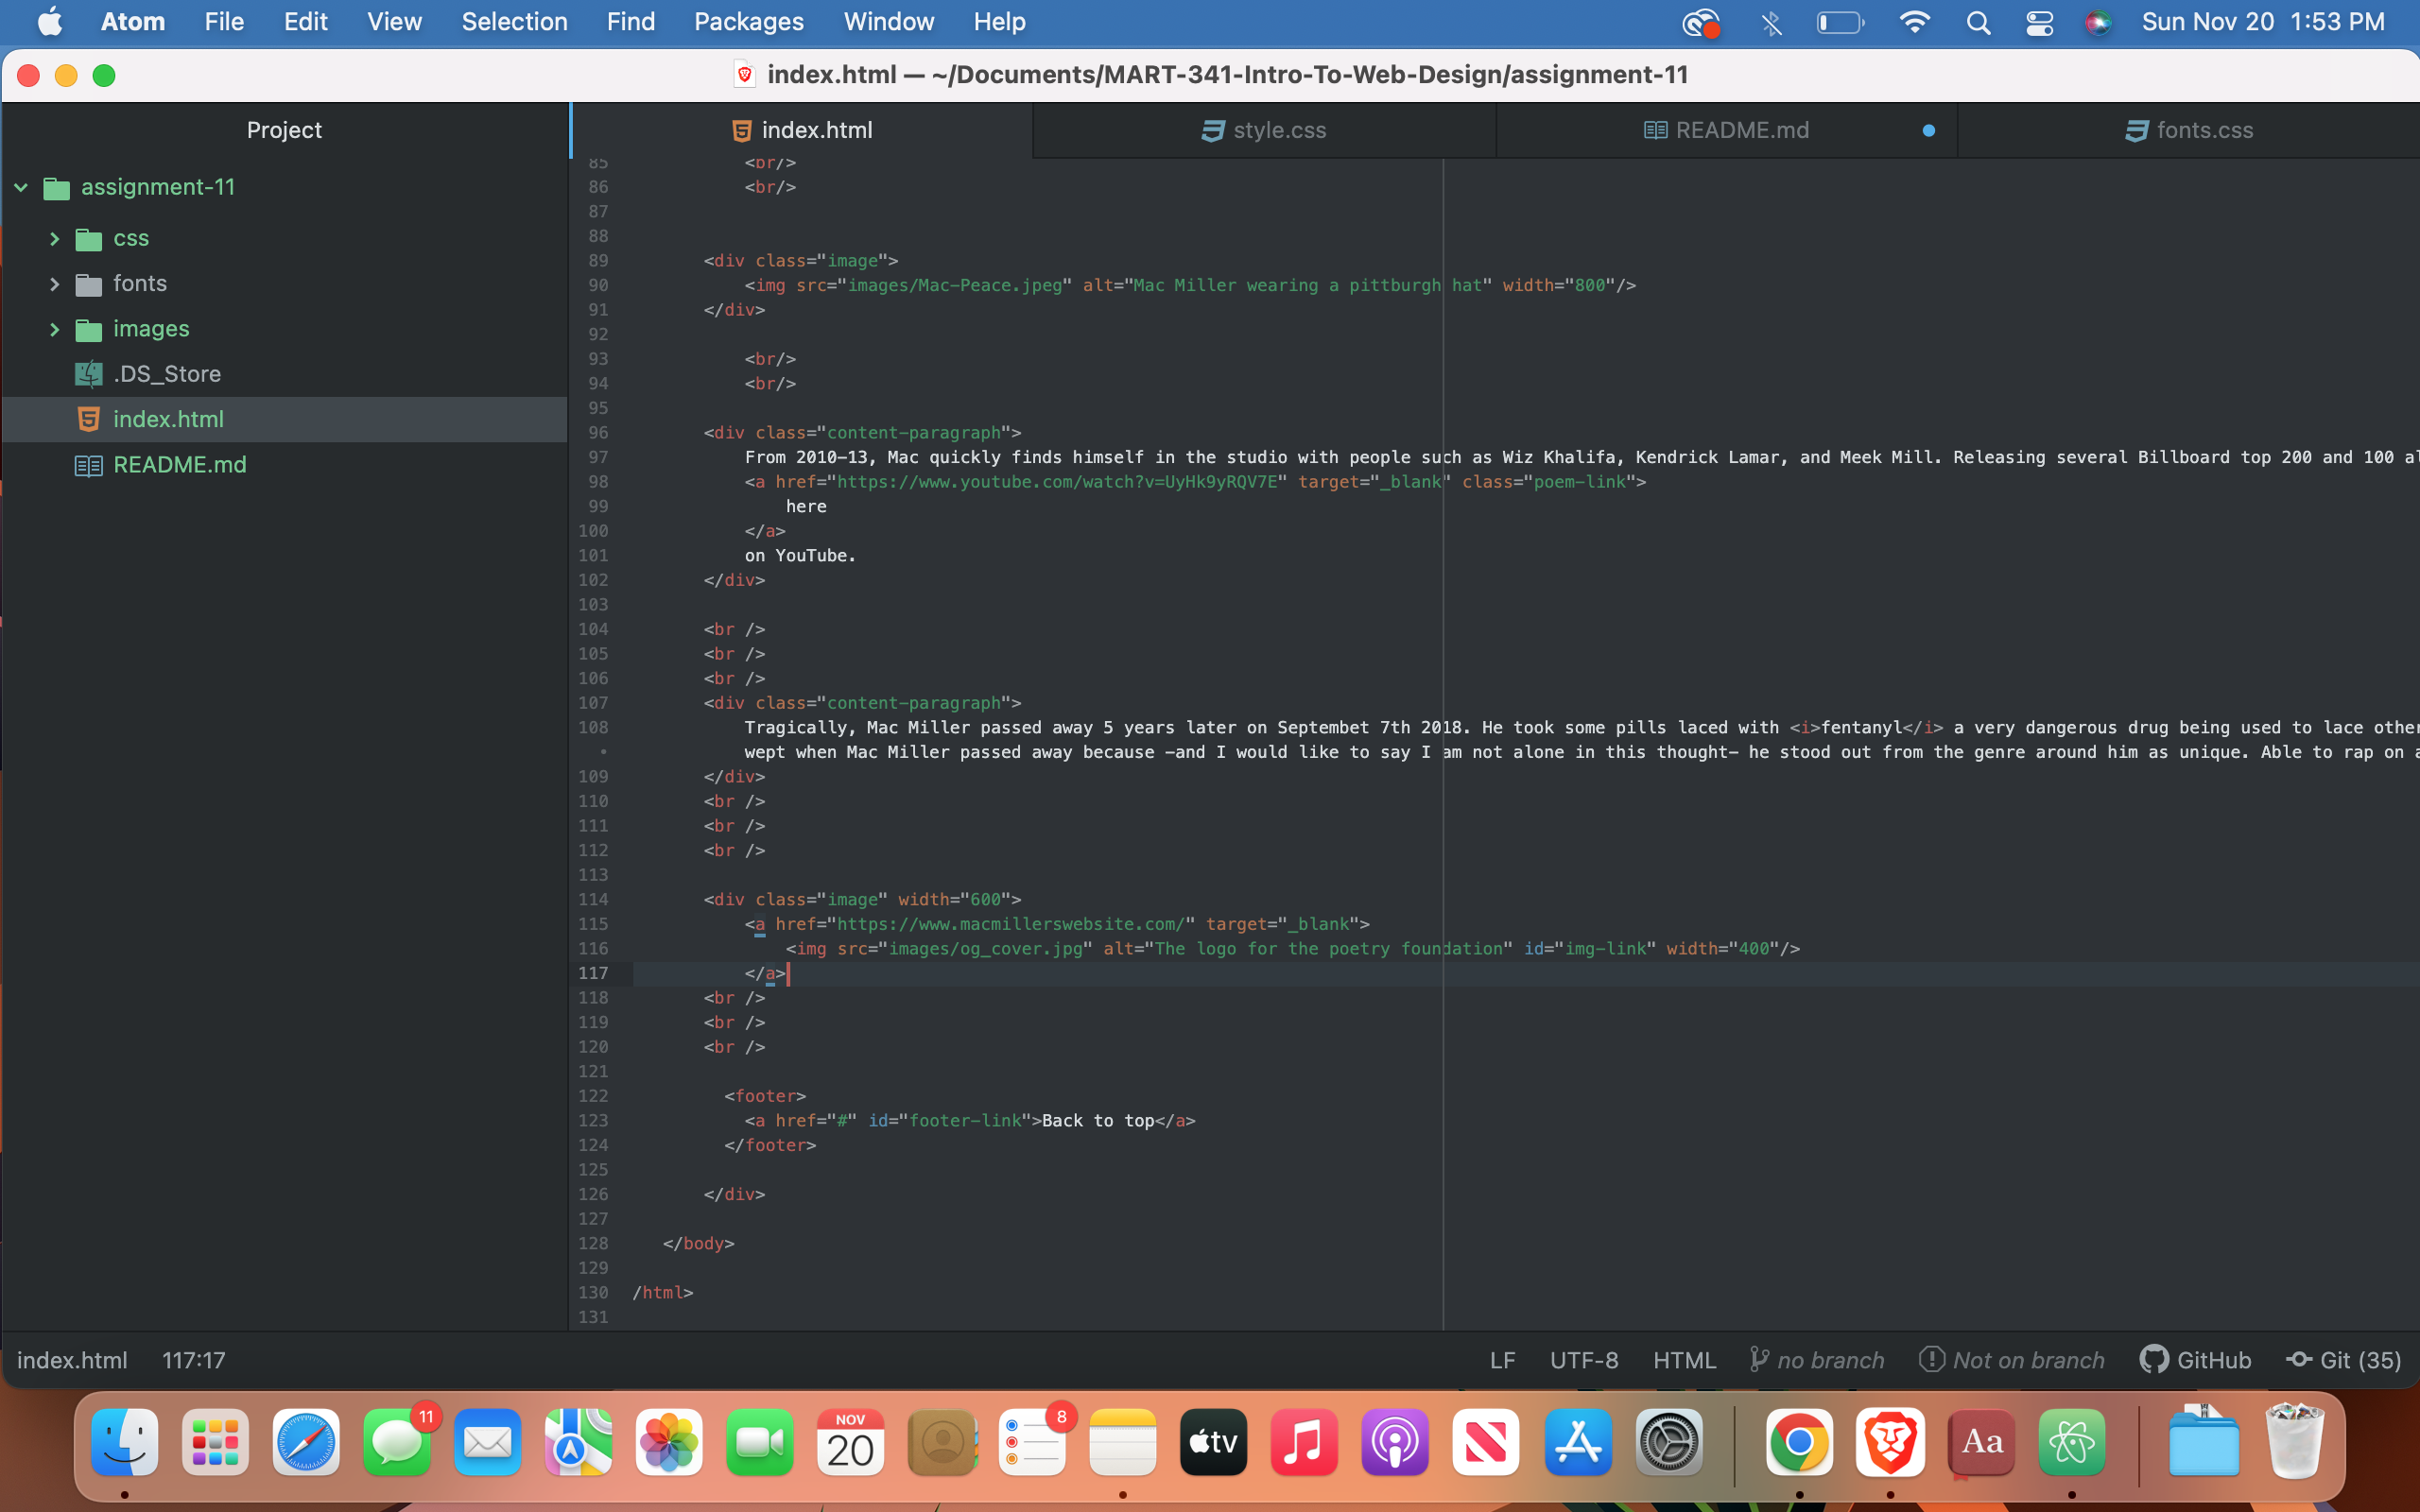 Atom File Edit View Selection Find Packages Window Help Sun Nov 20 1:53 PM
index.html — ~/Documents/MART-341-Intro-To-Web-Design/assignment-11
Project
index.html style.css README.md fonts.css
assignment-11
css
fonts
images
.DS_Store
index.html
README.md
85 <br/>
86 <br/>
87
88
89 <div class="image">
90 <img src="images/Mac-Peace.jpeg" alt="Mac Miller wearing a pittburgh hat" width="800"/>
91 </div>
92
93 <br/>
94 <br/>
95
96 <div class="content-paragraph">
97 From 2010-13, Mac quickly finds himself in the studio with people such as Wiz Khalifa, Kendrick Lamar, and Meek Mill. Releasing several Billboard top 200 and 100 al
98 <a href="https://www.youtube.com/watch?v=UyHk9yRQV7E" target="_blank" class="poem-link">
99 here
100 </a>
101 on YouTube.
102 </div>
103
104 <br />
105 <br />
106 <br />
107 <div class="content-paragraph">
108 Tragically, Mac Miller passed away 5 years later on Septembet 7th 2018. He took some pills laced with <i>fentanyl</i> a very dangerous drug being used to lace other
• wept when Mac Miller passed away because -and I would like to say I am not alone in this thought- he stood out from the genre around him as unique. Able to rap on a
109 </div>
110 <br />
111 <br />
112 <br />
113
114 <div class="image" width="600">
115 <a href="https://www.macmillerswebsite.com/" target="_blank">
116 <img src="images/og_cover.jpg" alt="The logo for the poetry foundation" id="img-link" width="400"/>
117 </a>
118 <br />
119 <br />
120 <br />
121
122 <footer>
123 <a href="#" id="footer-link">Back to top</a>
124 </footer>
125
126 </div>
127
128 </body>
129
130 /html>
131
index.html 117:17 LF UTF-8 HTML no branch Not on branch GitHub Git (35)
11 NOV 20 8 tv Aa